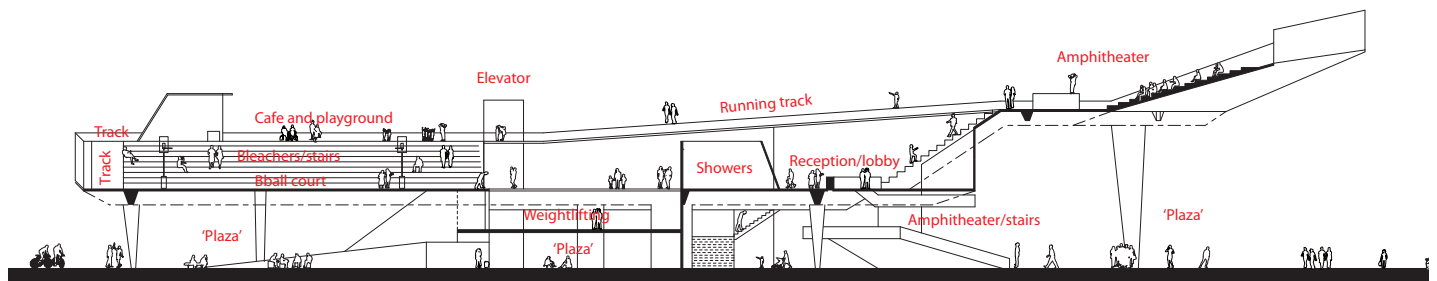 Amphitheater
Elevator
Running track
Cafe and playground
Track
Track
Bleachers/stairs
Bball court
Showers
Reception/lobby
Weightlifting
Amphitheater/stairs
'Plaza'
'Plaza'
'Plaza'